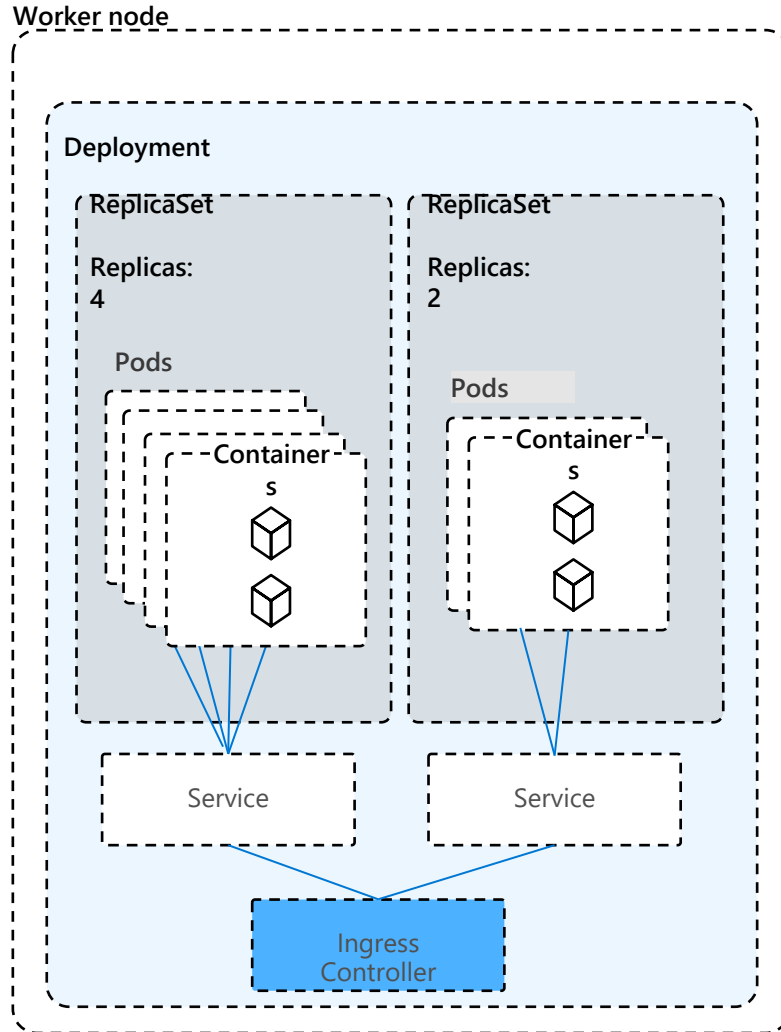 Worker node
Deployment
ReplicaSet
Replicas:
4
Pods
Container
s
Service
ReplicaSet
Replicas:
2
Pods
Container
s
Service
Ingress
Controller